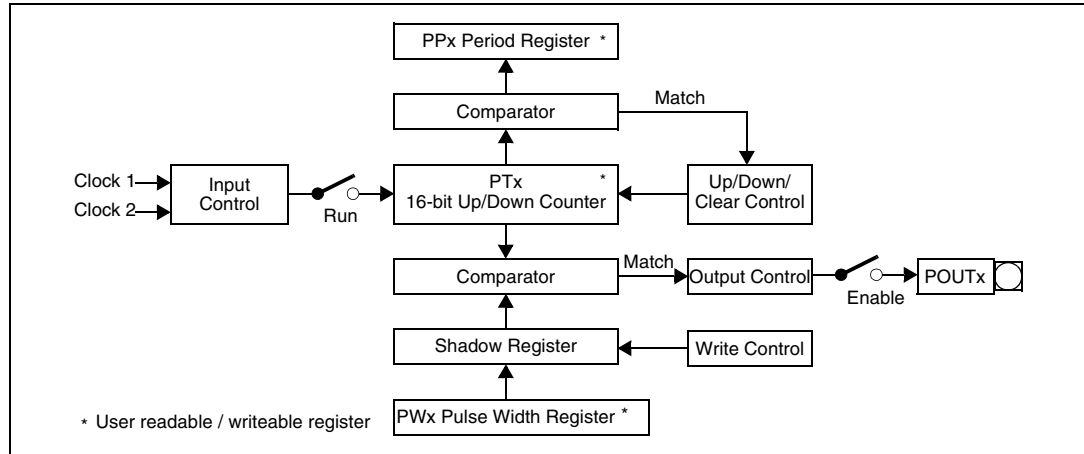 PPx Period Register *
Comparator
Match
Clock 1
Clock 2
Input
Control
Run
PTx *
16-bit Up/Down Counter
Up/Down/
Clear Control
Comparator
Match
Output Control
Enable
POUTx
Shadow Register
Write Control
PWx Pulse Width Register *
* User readable / writeable register